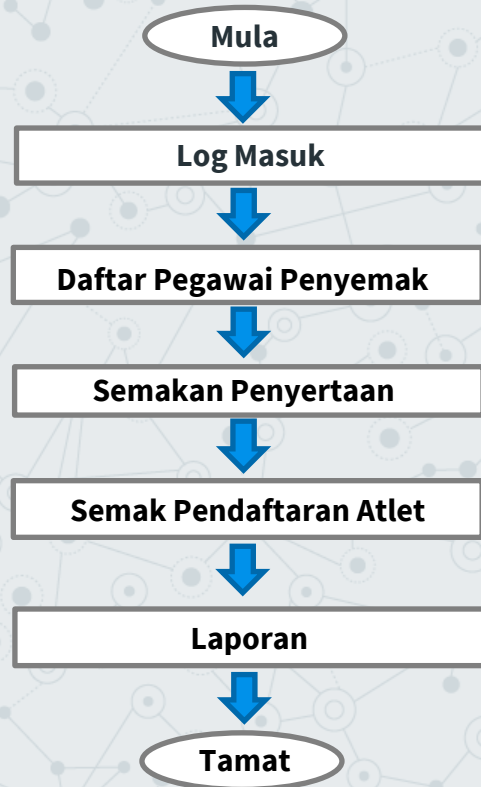 Mula
Log Masuk
Daftar Pegawai Penyemak
Semakan Penyertaan
Semak Pendaftaran Atlet
Laporan
Tamat